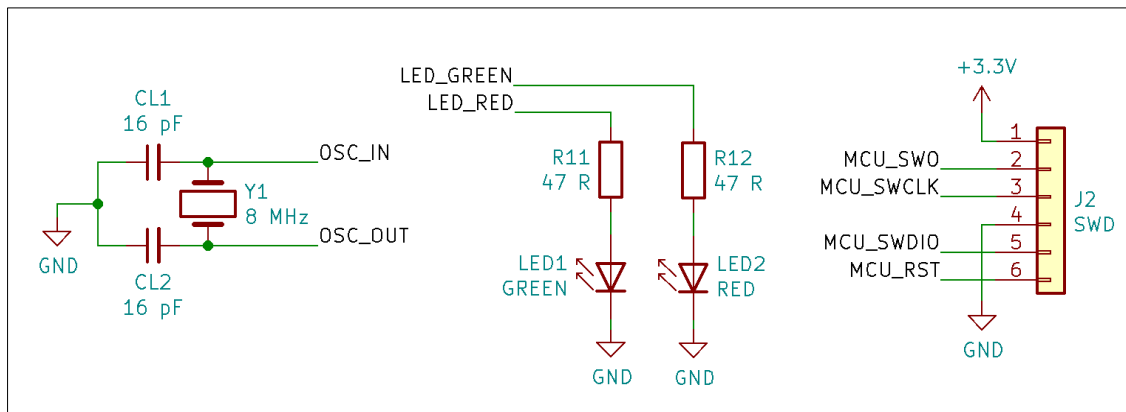 CL1
16 pF
OSC_IN
Y1
8 MHz
OSC_OUT
GND
CL2
16 pF
LED_GREEN
LED_RED
R11
47 R
R12
47 R
LED1
GREEN
LED2
RED
GND
GND
+3.3V
1
MCU_SWO
2
MCU_SWCLK
3
4
MCU_SWDIO
5
MCU_RST
6
J2
SWD
GND